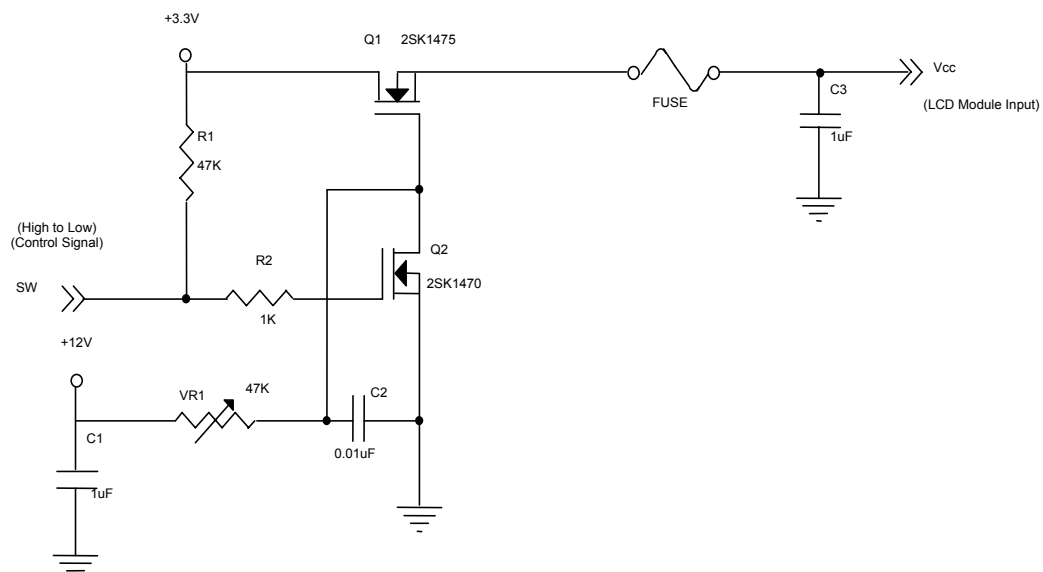 +3.3V
Q1 2SK1475
Vcc
FUSE
C3
(LCD Module Input)
R1
1uF
47K
(High to Low)
(Control Signal)
Q2
R2
SW
2SK1470
1K
+12V
VR1
47K
C2
C1
0.01uF
1uF